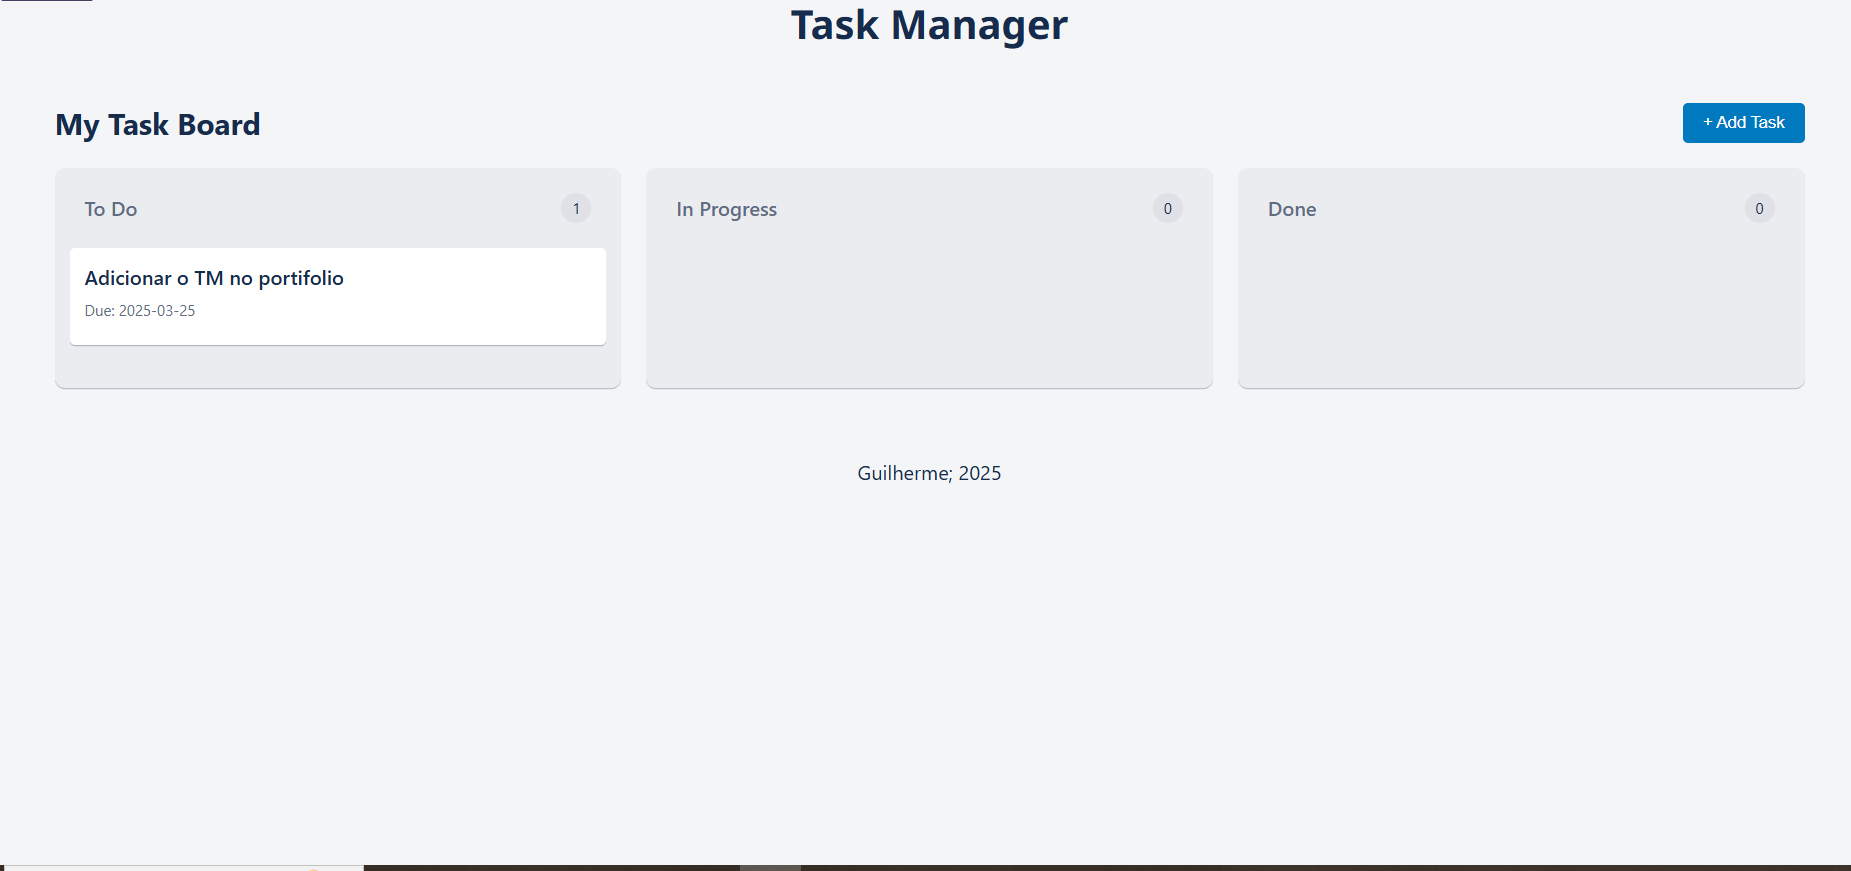 Task Manager
My Task Board
+ Add Task
To Do
1
Adicionar o TM no portifolio
Due: 2025-03-25
In Progress
0
Done
0
Guilherme; 2025